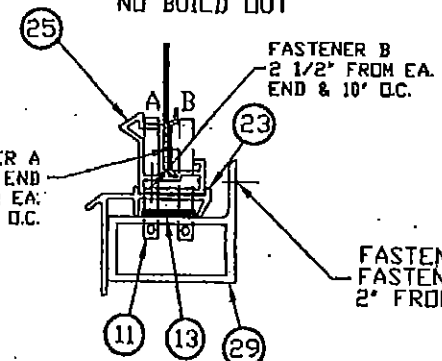 NO BUILD OUT
25
FASTENER B
2 1/2" FROM EA.
END & 10" O.C.
A B
23
ER A
END
EA.
O.C.
FASTEN
FASTEN
2" FROM
11
13
29